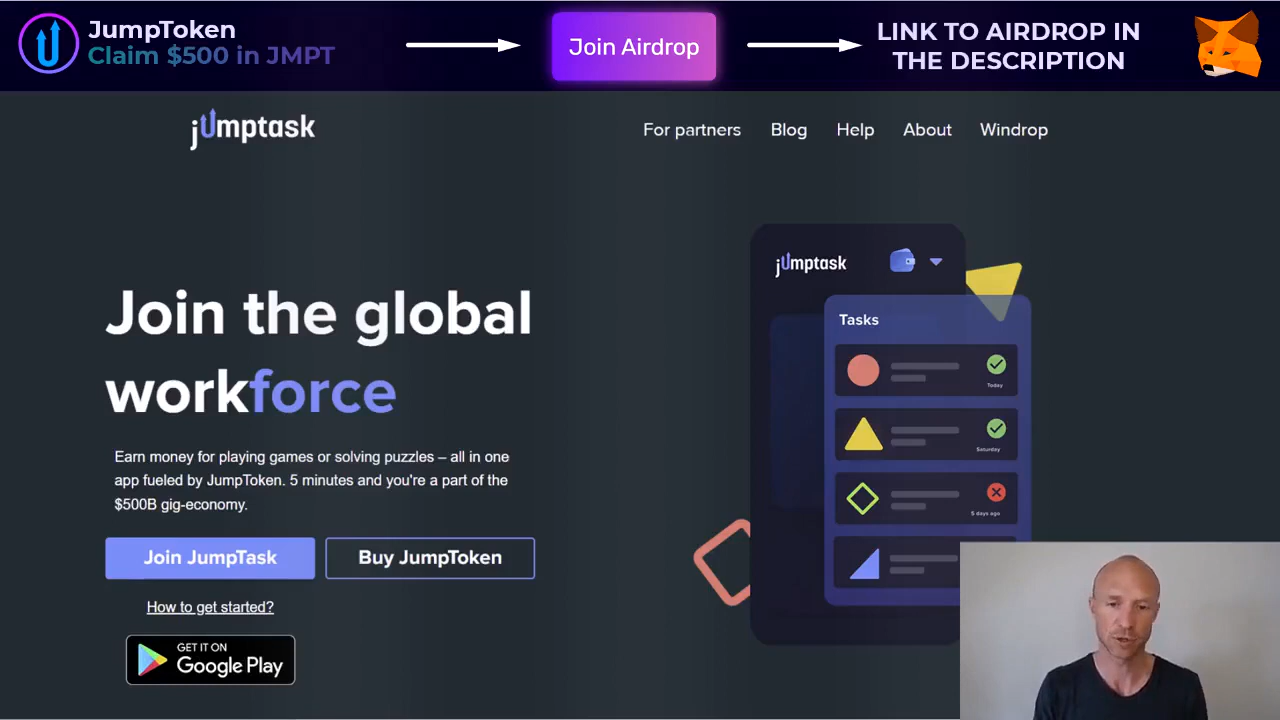 JumpToken
Claim $500 in JMPT
Join Airdrop
LINK TO AIRDROP IN
THE DESCRIPTION
jumptask
For partners
Blog
Help
About
Windrop
Join the global
workforce
Earn money for playing games or solving puzzles – all in one
app fueled by JumpToken. 5 minutes and you're a part of the
$500B gig-economy.
Join JumpTask
Buy JumpToken
How to get started?
GET IT ON
Google Play
jumptask
Tasks
Today
Saturday
5 days ago